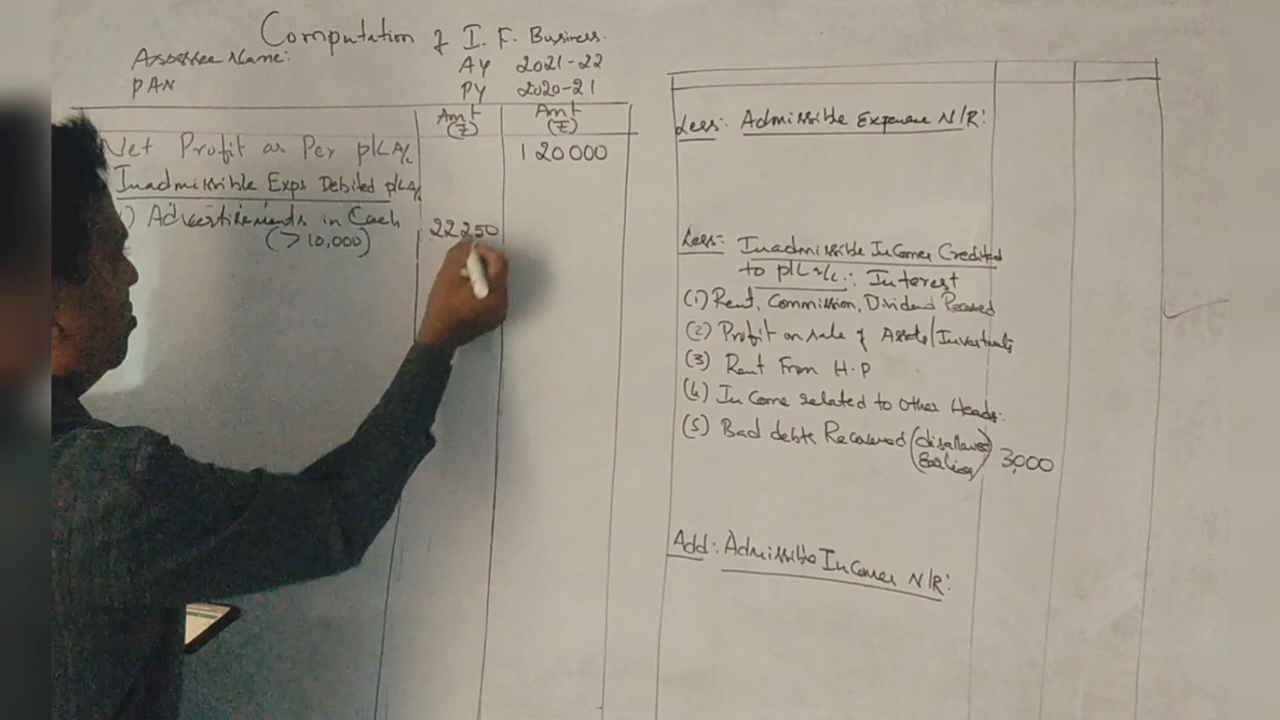 Computation of I. F. Business.
Assessee Name:
AY 2021-22
PAN
PY 2020-21
Amt (₹)
Amt (₹)
Net Profit as Per P/L A/c
120000
Inadmissible Exps Debited P/L A/c
) Advertisements in Cash
(> 10,000)
22250
Less: Admissible Expense N/R:
Less: Inadmissible Incomes Credited
to P/L A/c: Interest
(1) Rent, Commission, Dividend Received
(2) Profit on sale of Assets/Investments
(3) Rent From H.P
(4) Income related to other Heads:
(5) Bad debts Recovered (disallowed
Earlier)
3,000
Add: Admissible Incomes N/R: